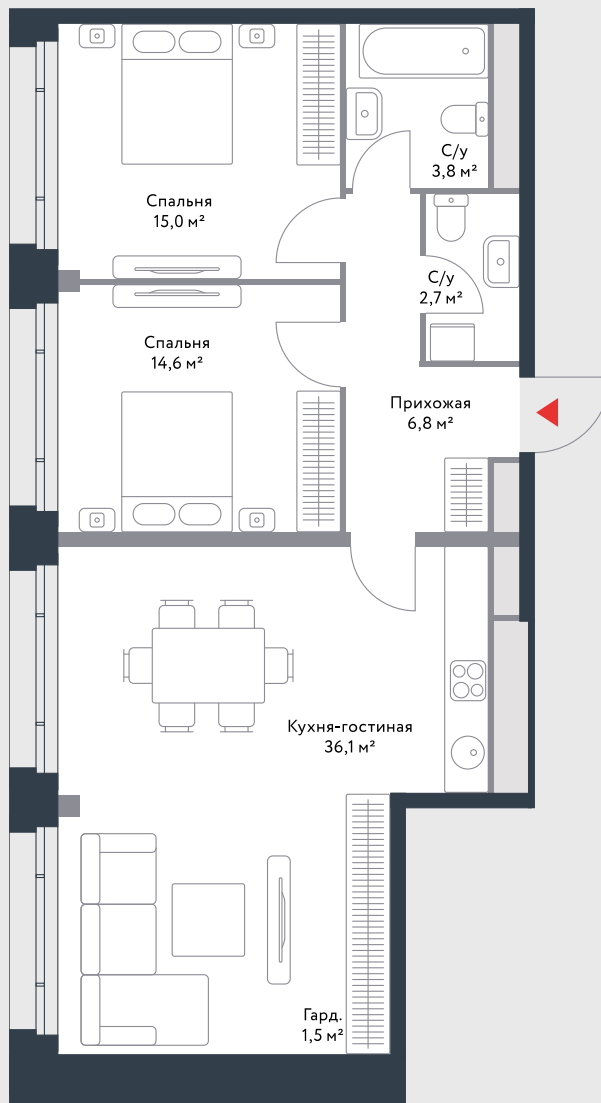 С/у
3,8 м²
Спальня
15,0 м²
С/у
2,7 м²
Спальня
14,6 м²
Прихожая
6,8 м²
Кухня-гостиная
36,1 м²
Гард.
1,5 м²